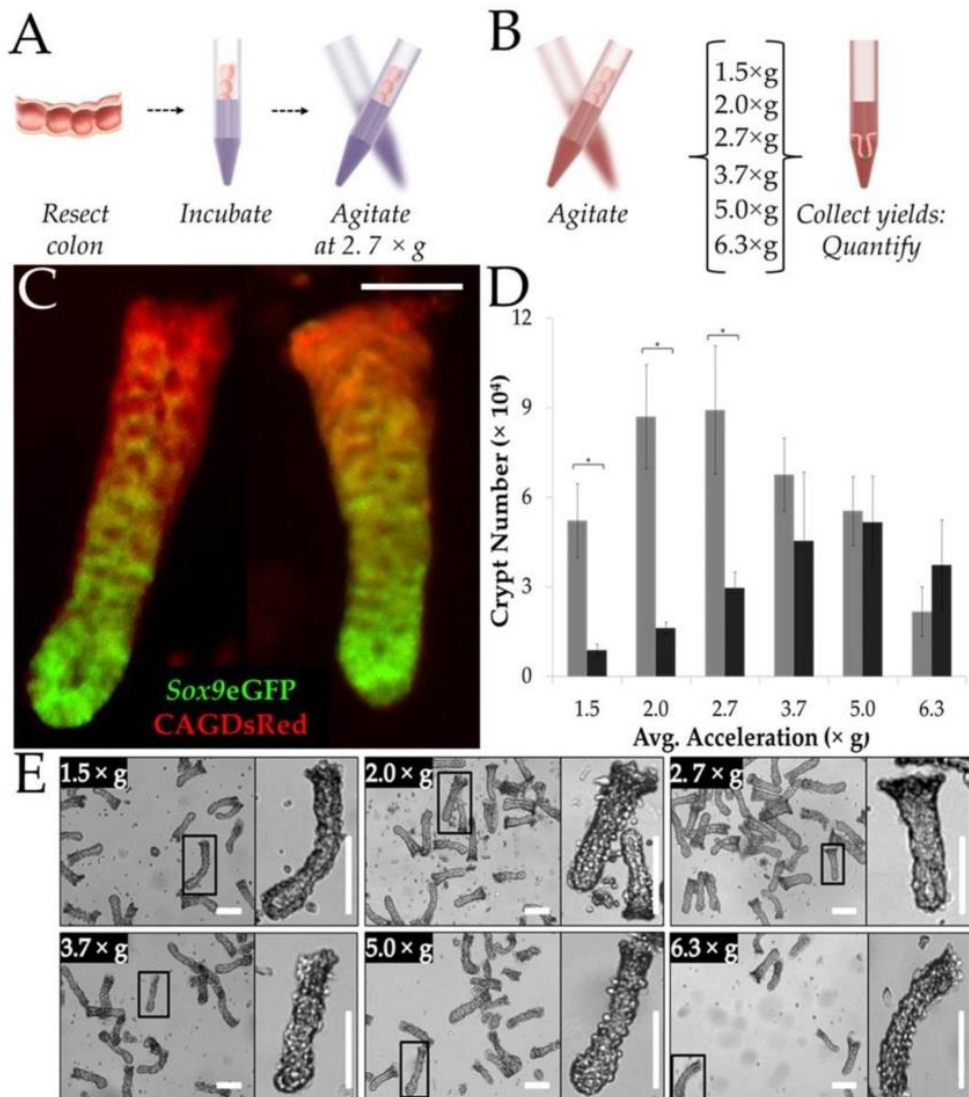 A
Resect
colon
Incubate
Agitate
at 2. 7 × g
B
Agitate
1.5×g
2.0×g
2.7×g
3.7×g
5.0×g
6.3×g
Collect yields:
Quantify
C
Sox9eGFP
CAGDsRed
D
Crypt Number (× 10⁴)
12
9
6
3
0
*
*
*
1.5
2.0
2.7
3.7
5.0
6.3
Avg. Acceleration (× g)
E
1.5 × g
2.0 × g
2. 7 × g
3.7 × g
5.0 × g
6.3 × g